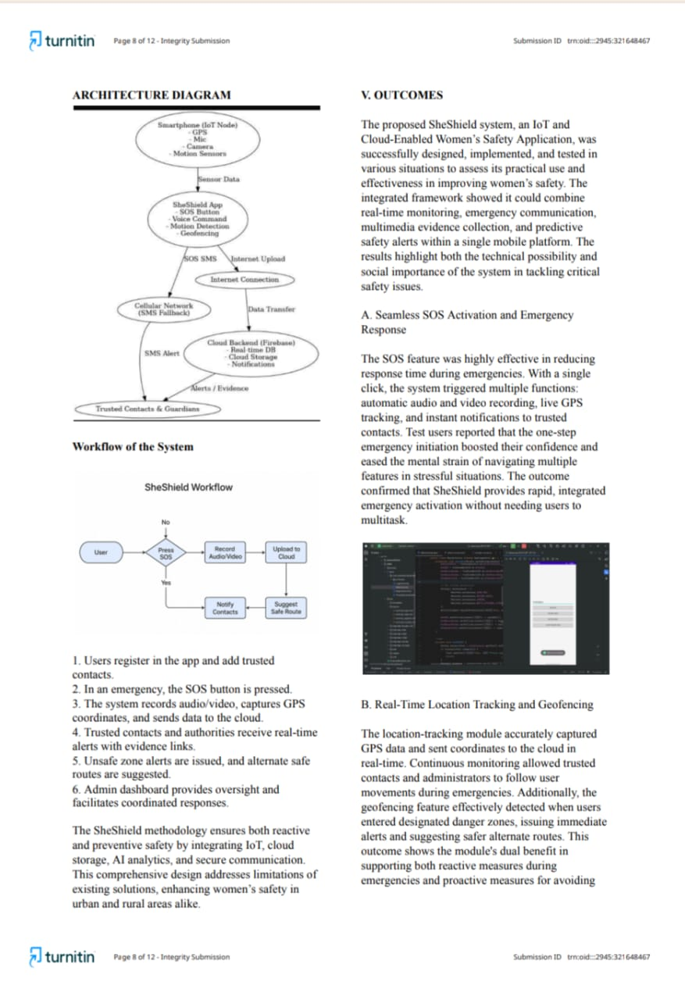 turnitin
Page 8 of 12 - Integrity Submission
Submission ID trn:oid:::2945:321648467
ARCHITECTURE DIAGRAM
Smartphone (IoT Node)
- GPS
- Mic
- Camera
- Motion Sensors
Sensor Data
SheShield App
- SOS Button
- Voice Command
- Motion Detection
- Geofencing
SOS SMS
Internet Upload
Internet Connection
Cellular Network
(SMS Fallback)
Data Transfer
Cloud Backend (Firebase)
- Real-time DB
- Cloud Storage
- Notifications
SMS Alert
Alerts / Evidence
Trusted Contacts & Guardians
Workflow of the System
SheShield Workflow
No
User
Press
SOS
Record
Audio/Video
Upload to
Cloud
Yes
Notify
Contacts
Suggest
Safe Route
1. Users register in the app and add trusted
contacts.
2. In an emergency, the SOS button is pressed.
3. The system records audio/video, captures GPS
coordinates, and sends data to the cloud.
4. Trusted contacts and authorities receive real-time
alerts with evidence links.
5. Unsafe zone alerts are issued, and alternate safe
routes are suggested.
6. Admin dashboard provides oversight and
facilitates coordinated responses.
The SheShield methodology ensures both reactive
and preventive safety by integrating IoT, cloud
storage, AI analytics, and secure communication.
This comprehensive design addresses limitations of
existing solutions, enhancing women's safety in
urban and rural areas alike.
V. OUTCOMES
The proposed SheShield system, an IoT and
Cloud-Enabled Women's Safety Application, was
successfully designed, implemented, and tested in
various situations to assess its practical use and
effectiveness in improving women's safety. The
integrated framework showed it could combine
real-time monitoring, emergency communication,
multimedia evidence collection, and predictive
safety alerts within a single mobile platform. The
results highlight both the technical possibility and
social importance of the system in tackling critical
safety issues.
A. Seamless SOS Activation and Emergency
Response
The SOS feature was highly effective in reducing
response time during emergencies. With a single
click, the system triggered multiple functions:
automatic audio and video recording, live GPS
tracking, and instant notifications to trusted
contacts. Test users reported that the one-step
emergency initiation boosted their confidence and
eased the mental strain of navigating multiple
features in stressful situations. The outcome
confirmed that SheShield provides rapid, integrated
emergency activation without needing users to
multitask.
B. Real-Time Location Tracking and Geofencing
The location-tracking module accurately captured
GPS data and sent coordinates to the cloud in
real-time. Continuous monitoring allowed trusted
contacts and administrators to follow user
movements during emergencies. Additionally, the
geofencing feature effectively detected when users
entered designated danger zones, issuing immediate
alerts and suggesting safer alternate routes. This
outcome shows the module's dual benefit in
supporting both reactive measures during
emergencies and proactive measures for avoiding
turnitin
Page 8 of 12 - Integrity Submission
Submission ID trn:oid:::2945:321648467